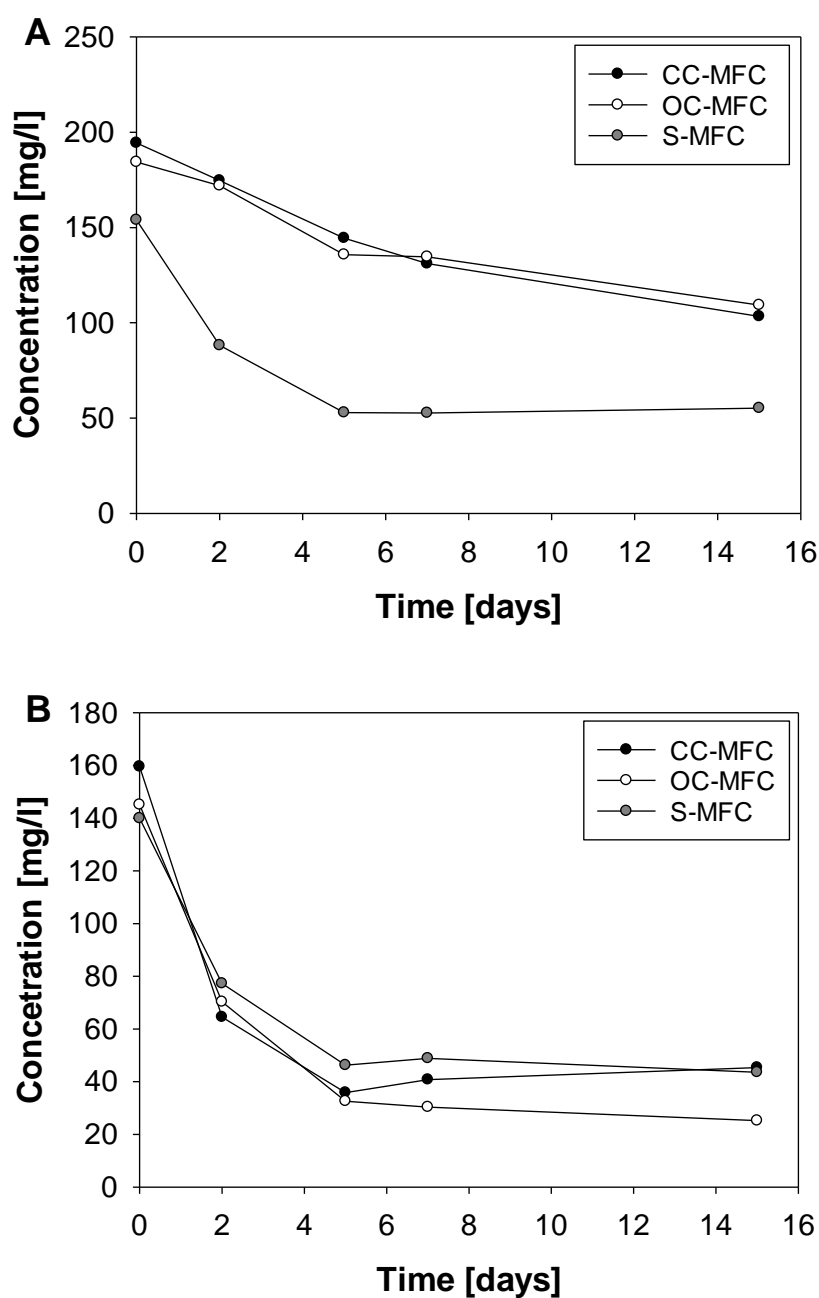 A
250
200
150
100
50
0
Concentration [mg/l]
CC-MFC
OC-MFC
S-MFC
0 2 4 6 8 10 12 14 16
Time [days]
B
180
160
140
120
100
80
60
40
20
0
Concetration [mg/l]
CC-MFC
OC-MFC
S-MFC
0 2 4 6 8 10 12 14 16
Time [days]